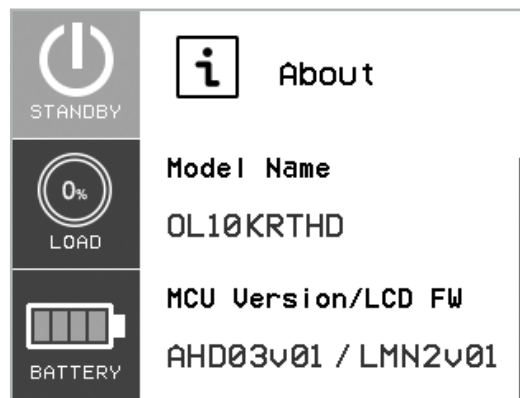 STANDBY
i About
0%
LOAD
Model Name
OL10KRTHD
MCU Version/LCD FW
AHD03v01 / LMN2v01
BATTERY